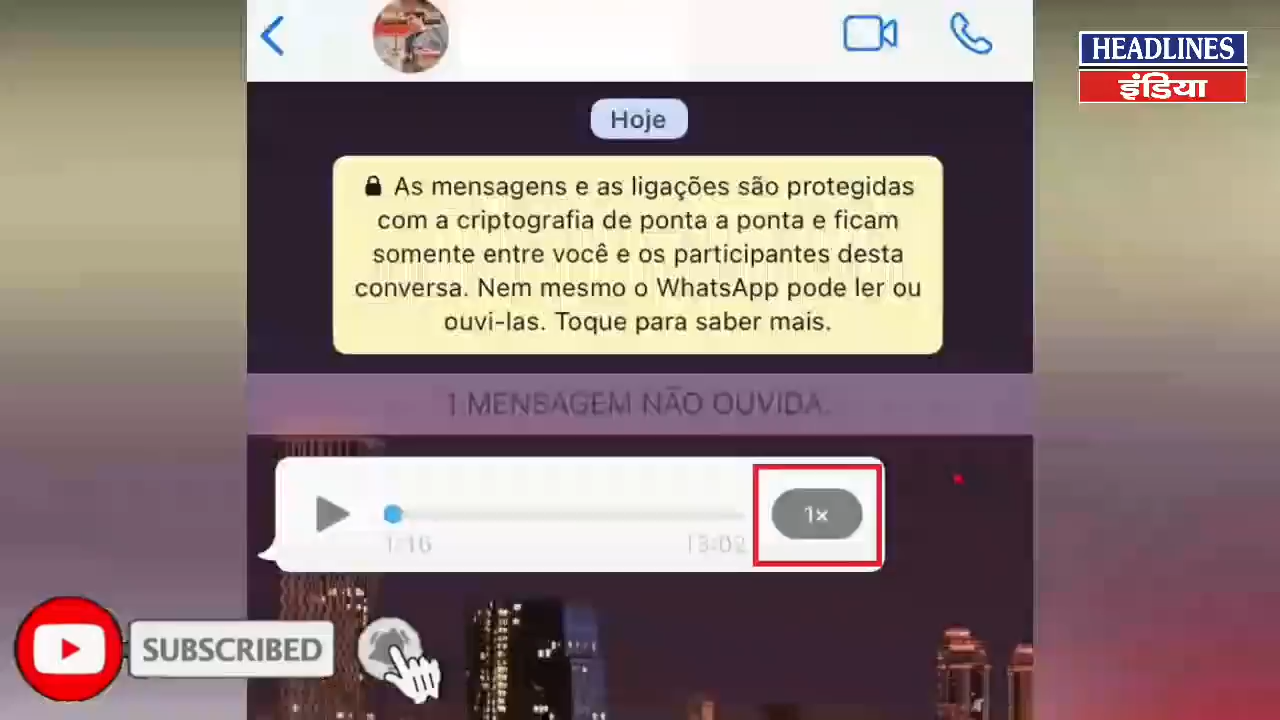 HEADLINES
इंडिया
Hoje
As mensagens e as ligações são protegidas
com a criptografia de ponta a ponta e ficam
somente entre você e os participantes desta
conversa. Nem mesmo o WhatsApp pode ler ou
ouvi-las. Toque para saber mais.
1 MENSAGEM NÃO OUVIDA.
1×
1:16 13:02
SUBSCRIBED